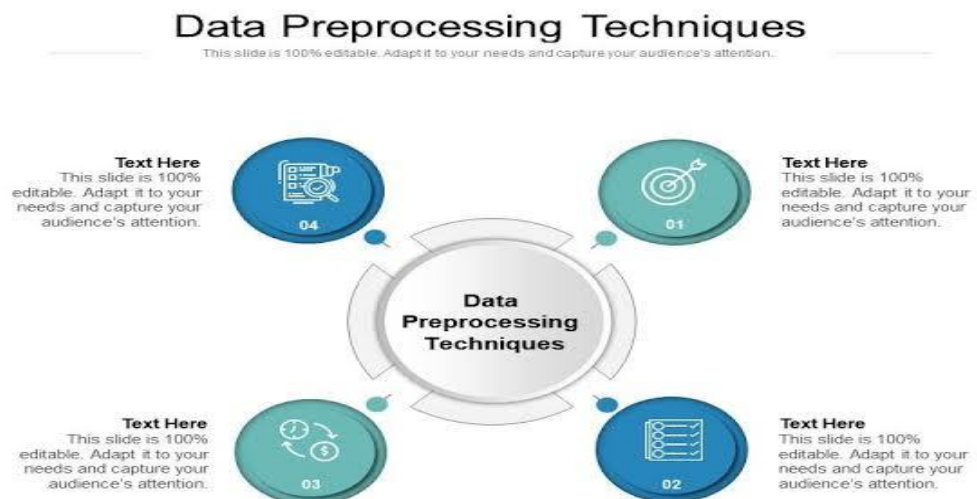 Data Preprocessing Techniques
This slide is 100% editable. Adapt it to your needs and capture your audience's attention.
Text Here
This slide is 100%
editable. Adapt it to your
needs and capture your
audience's attention.
04
01
Text Here
This slide is 100%
editable. Adapt it to your
needs and capture your
audience's attention.
Data
Preprocessing
Techniques
Text Here
This slide is 100%
editable. Adapt it to your
needs and capture your
audience's attention.
$
03
02
Text Here
This slide is 100%
editable. Adapt it to your
needs and capture your
audience's attention.